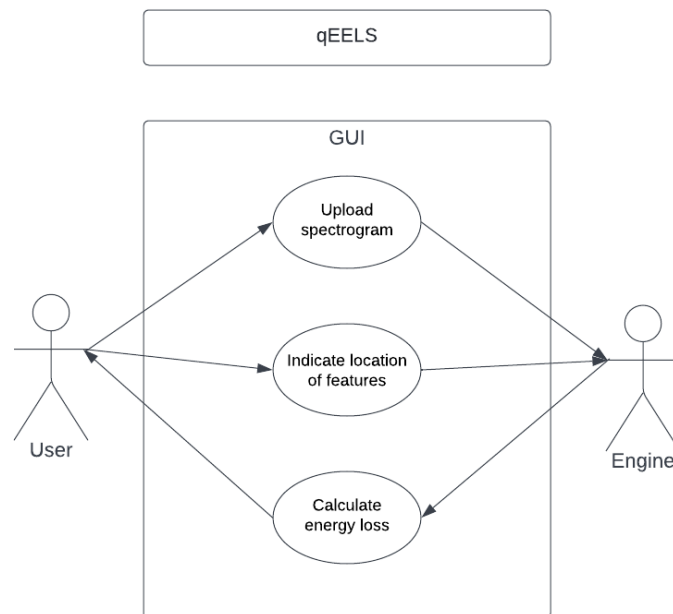 qEELS
GUI
Upload
spectrogram
Indicate location
of features
User
Engine
Calculate
energy loss